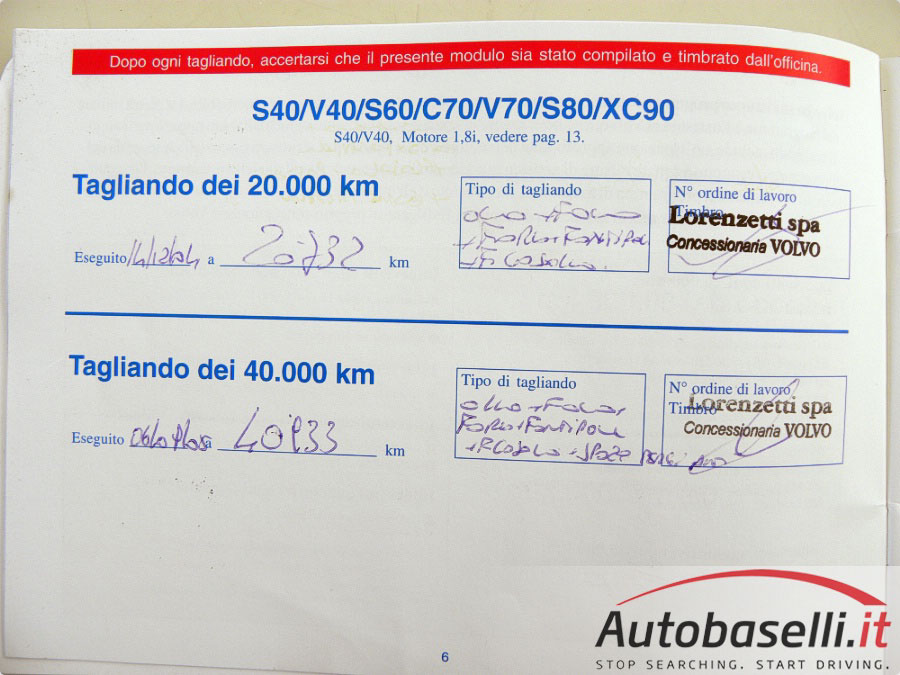 Dopo ogni tagliando, accertarsi che il presente modulo sia stato compilato e timbrato dall'officina.
S40/V40/S60/C70/V70/S80/XC90
S40/V40, Motore 1,8i, vedere pag. 13.
Tagliando dei 20.000 km
Eseguito a km
Tipo di tagliando
olio + F
N° ordine di lavoro
Timbro
Lorenzetti spa
Concessionaria VOLVO
Tagliando dei 40.000 km
Eseguito a km
Tipo di tagliando
olio + F
N° ordine di lavoro
Timbro
Lorenzetti spa
Concessionaria VOLVO
6
Autobaselli.it
STOP SEARCHING. START DRIVING.